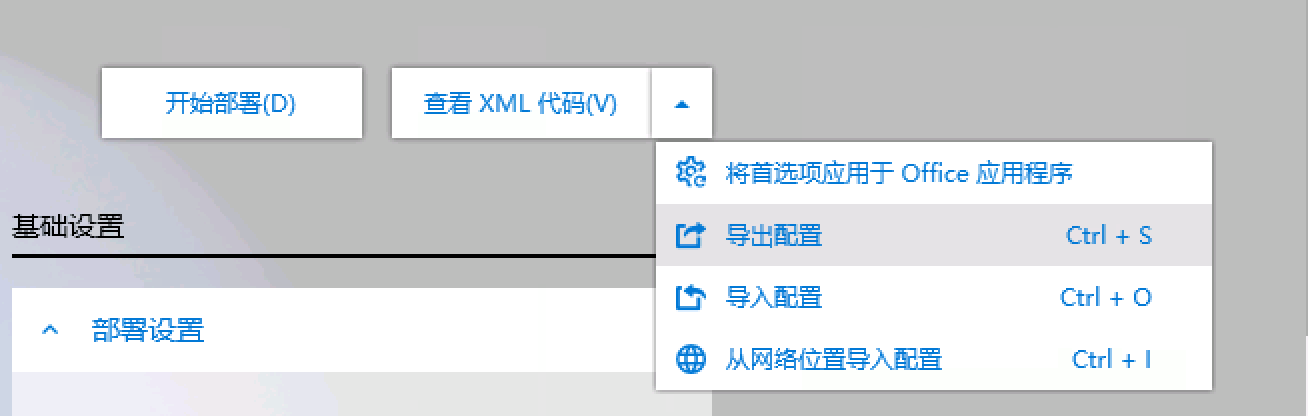 开始部署(D)
查看 XML 代码(V)
将首选项应用于 Office 应用程序
基础设置
导出配置 Ctrl + S
导入配置 Ctrl + O
部署设置
从网络位置导入配置 Ctrl + I